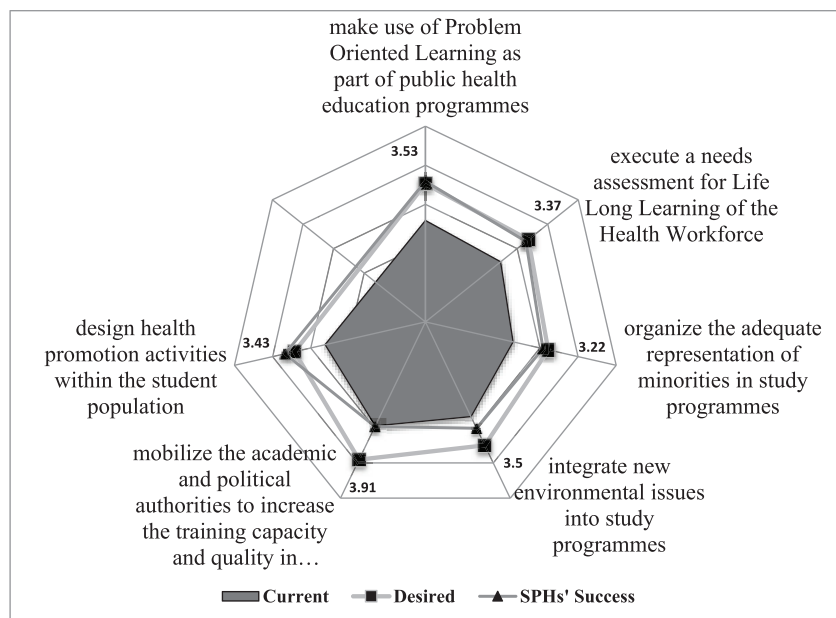 make use of Problem
Oriented Learning as
part of public health
education programmes
3.53
execute a needs
assessment for Life
Long Learning of the
Health Workforce
3.37
organize the adequate
representation of
minorities in study
programmes
3.22
integrate new
environmental issues
into study
programmes
3.5
mobilize the academic
and political
authorities to increase
the training capacity
and quality in…
3.91
design health
promotion activities
within the student
population
3.43
Current Desired SPHs' Success